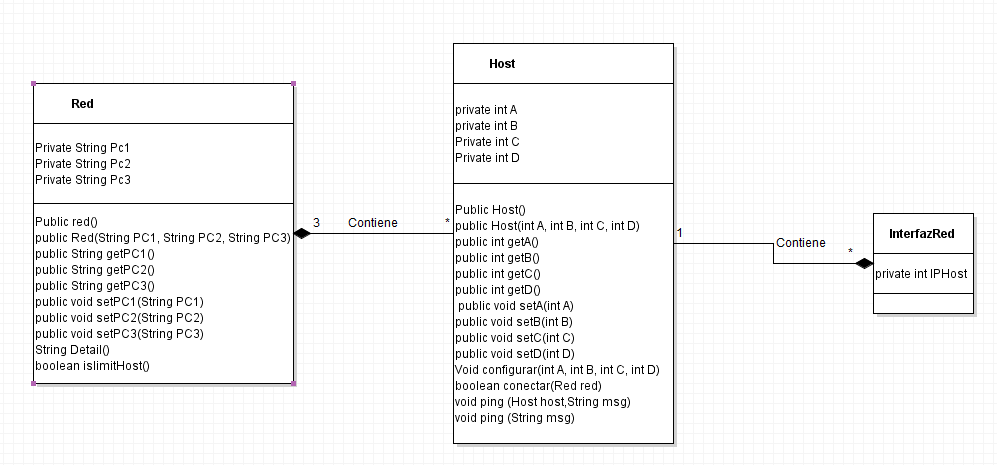 Red
Private String Pc1
Private String Pc2
Private String Pc3
Public red()
public Red(String PC1, String PC2, String PC3)
public String getPC1()
public String getPC2()
public String getPC3()
public void setPC1(String PC1)
public void setPC2(String PC2)
public void setPC3(String PC3)
String Detail()
boolean islimitHost()
3
Contiene
*
Host
private int A
private int B
Private int C
Private int D
Public Host()
public Host(int A, int B, int C, int D)
public int getA()
public int getB()
public int getC()
public int getD()
public void setA(int A)
public void setB(int B)
public void setC(int C)
public void setD(int D)
Void configurar(int A, int B, int C, int D)
boolean conectar(Red red)
void ping (Host host,String msg)
void ping (String msg)
1
Contiene
*
InterfazRed
private int IPHost